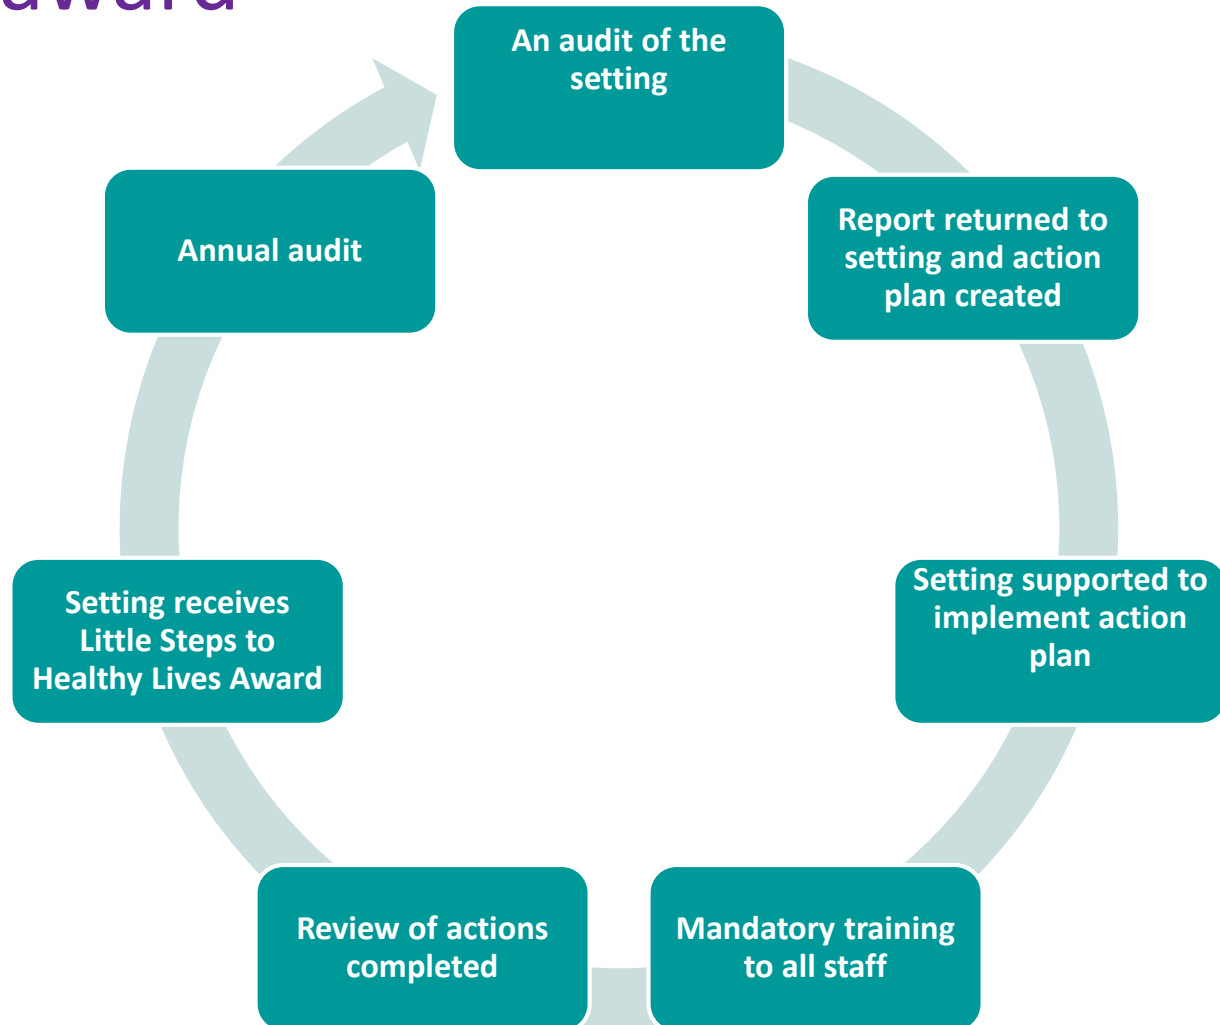 award
An audit of the
setting
Report returned to
setting and action
plan created
Setting supported to
implement action
plan
Mandatory training
to all staff
Review of actions
completed
Setting receives
Little Steps to
Healthy Lives Award
Annual audit